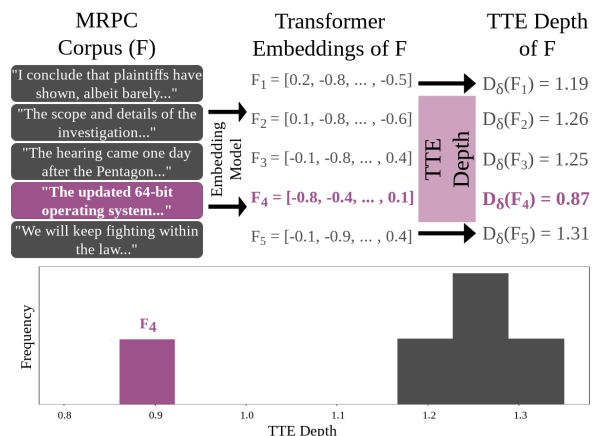 MRPC
Corpus (F)
Transformer
Embeddings of F
TTE Depth
of F
"I conclude that plaintiffs have
shown, albeit barely..."
"The scope and details of the
investigation..."
"The hearing came one day
after the Pentagon..."
"The updated 64-bit
operating system..."
"We will keep fighting within
the law..."
Embedding
Model
F1 = [0.2, -0.8, ... , -0.5]
F2 = [0.1, -0.8, ... , -0.6]
F3 = [-0.1, -0.8, ... , 0.4]
F4 = [-0.8, -0.4, ... , 0.1]
F5 = [-0.1, -0.9, ... , 0.4]
TTE
Depth
Dδ(F1) = 1.19
Dδ(F2) = 1.26
Dδ(F3) = 1.25
Dδ(F4) = 0.87
Dδ(F5) = 1.31
Frequency
F4
0.8 0.9 1.0 1.1 1.2 1.3
TTE Depth